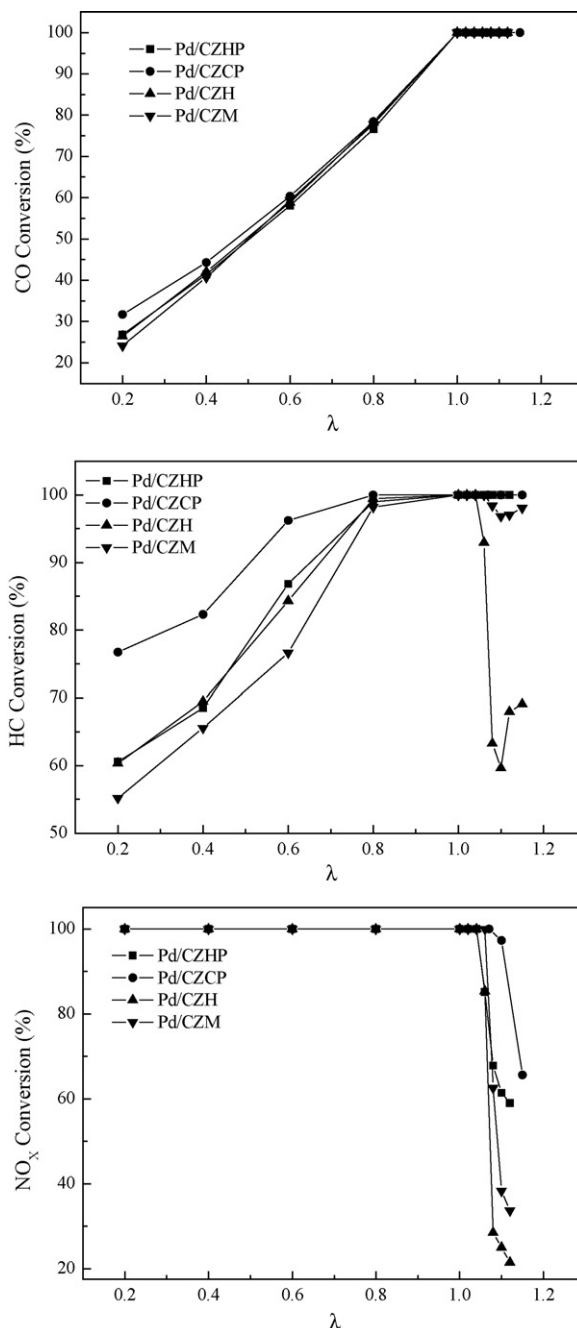 CO Conversion (%)
100
90
80
70
60
50
40
30
20
Pd/CZHP
Pd/CZCP
Pd/CZH
Pd/CZM
0.2 0.4 0.6 0.8 1.0 1.2
λ
HC Conversion (%)
100
90
80
70
60
50
Pd/CZHP
Pd/CZCP
Pd/CZH
Pd/CZM
0.2 0.4 0.6 0.8 1.0 1.2
λ
NOX Conversion (%)
100
80
60
40
20
Pd/CZHP
Pd/CZCP
Pd/CZH
Pd/CZM
0.2 0.4 0.6 0.8 1.0 1.2
λ